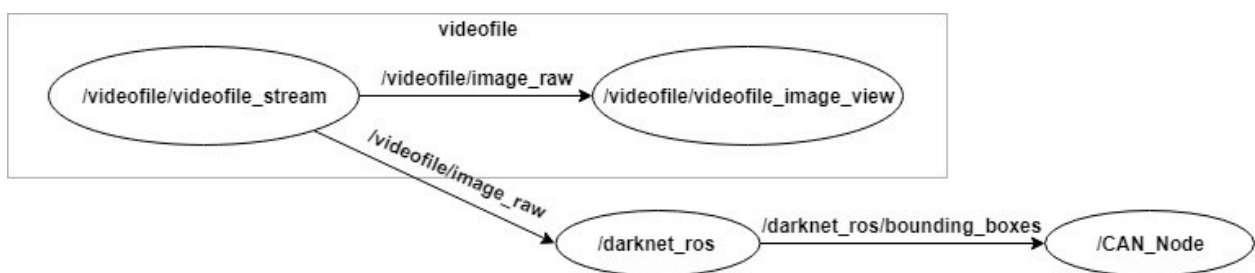 videofile
/videofile/videofile_stream
/videofile/image_raw
/videofile/videofile_image_view
/videofile/image_raw
/darknet_ros
/darknet_ros/bounding_boxes
/CAN_Node